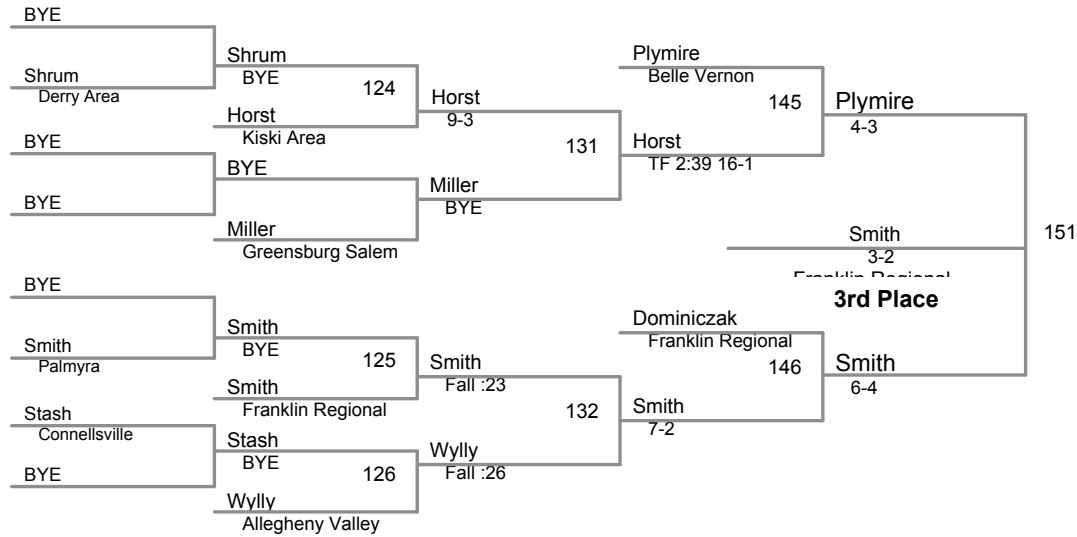 BYE
Shrum
Derry Area
BYE
BYE
BYE
Smith
Palmyra
Stash
Connellsville
BYE
Shrum
BYE
124
Horst
Kiski Area
BYE
Miller
Greensburg Salem
Smith
BYE
125
Smith
Franklin Regional
Stash
BYE
126
Wylly
Allegheny Valley
Horst
9-3
131
Miller
BYE
Smith
Fall :23
132
Wylly
Fall :26
Plymire
Belle Vernon
145
Horst
TF 2:39 16-1
Dominiczak
Franklin Regional
146
Smith
7-2
Plymire
4-3
Smith
3-2
Franklin Regional
3rd Place
Smith
6-4
151